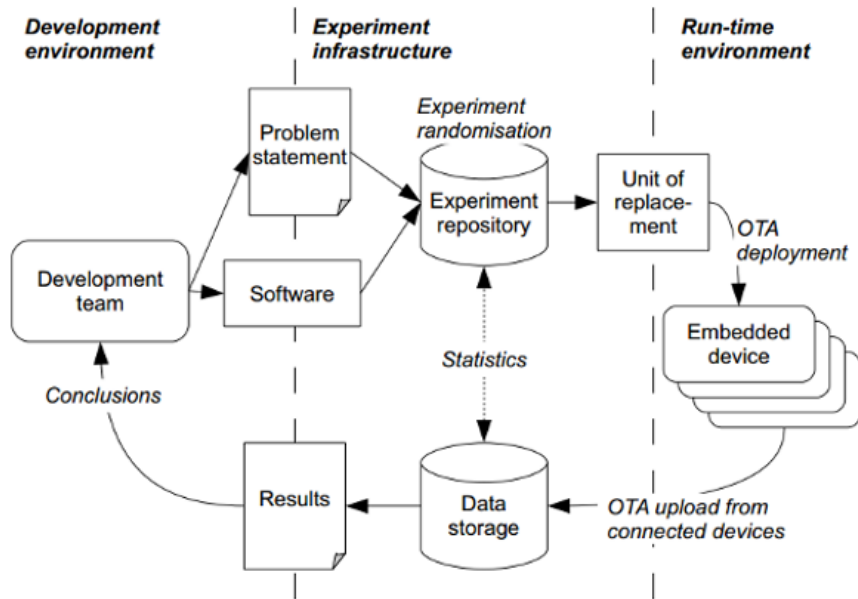 Development
environment
Experiment
infrastructure
Run-time
environment
Problem
statement
Experiment
randomisation
Experiment
repository
Unit of
replace-
ment
OTA
deployment
Development
team
Software
Embedded
device
Statistics
Conclusions
Results
Data
storage
OTA upload from
connected devices